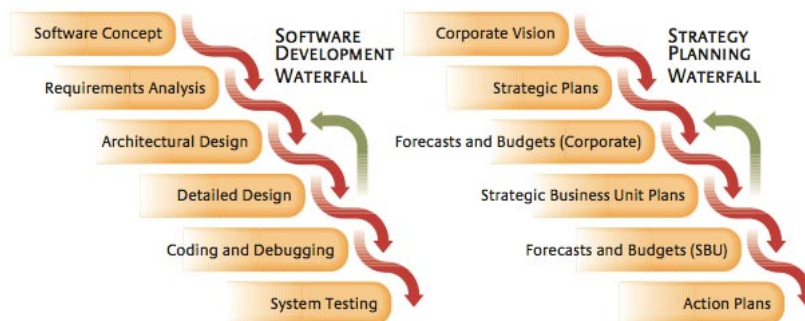 Software Concept
SOFTWARE
DEVELOPMENT
WATERFALL
Requirements Analysis
Architectural Design
Detailed Design
Coding and Debugging
System Testing
Corporate Vision
STRATEGY
PLANNING
WATERFALL
Strategic Plans
Forecasts and Budgets (Corporate)
Strategic Business Unit Plans
Forecasts and Budgets (SBU)
Action Plans